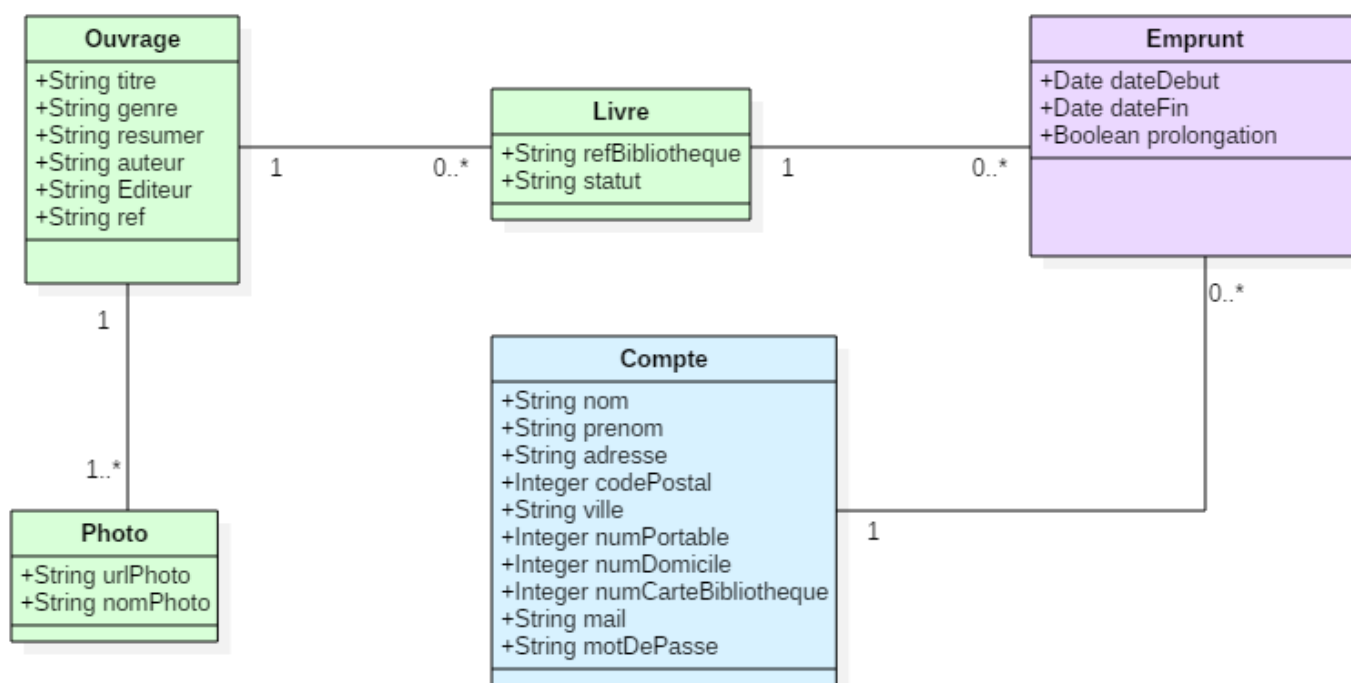 Ouvrage
+String titre
+String genre
+String resumer
+String auteur
+String Editeur
+String ref
1
0..*
Livre
+String refBibliotheque
+String statut
1
0..*
Emprunt
+Date dateDebut
+Date dateFin
+Boolean prolongation
0..*
1
1..*
Photo
+String urlPhoto
+String nomPhoto
Compte
+String nom
+String prenom
+String adresse
+Integer codePostal
+String ville
+Integer numPortable
+Integer numDomicile
+Integer numCarteBibliotheque
+String mail
+String motDePasse
1